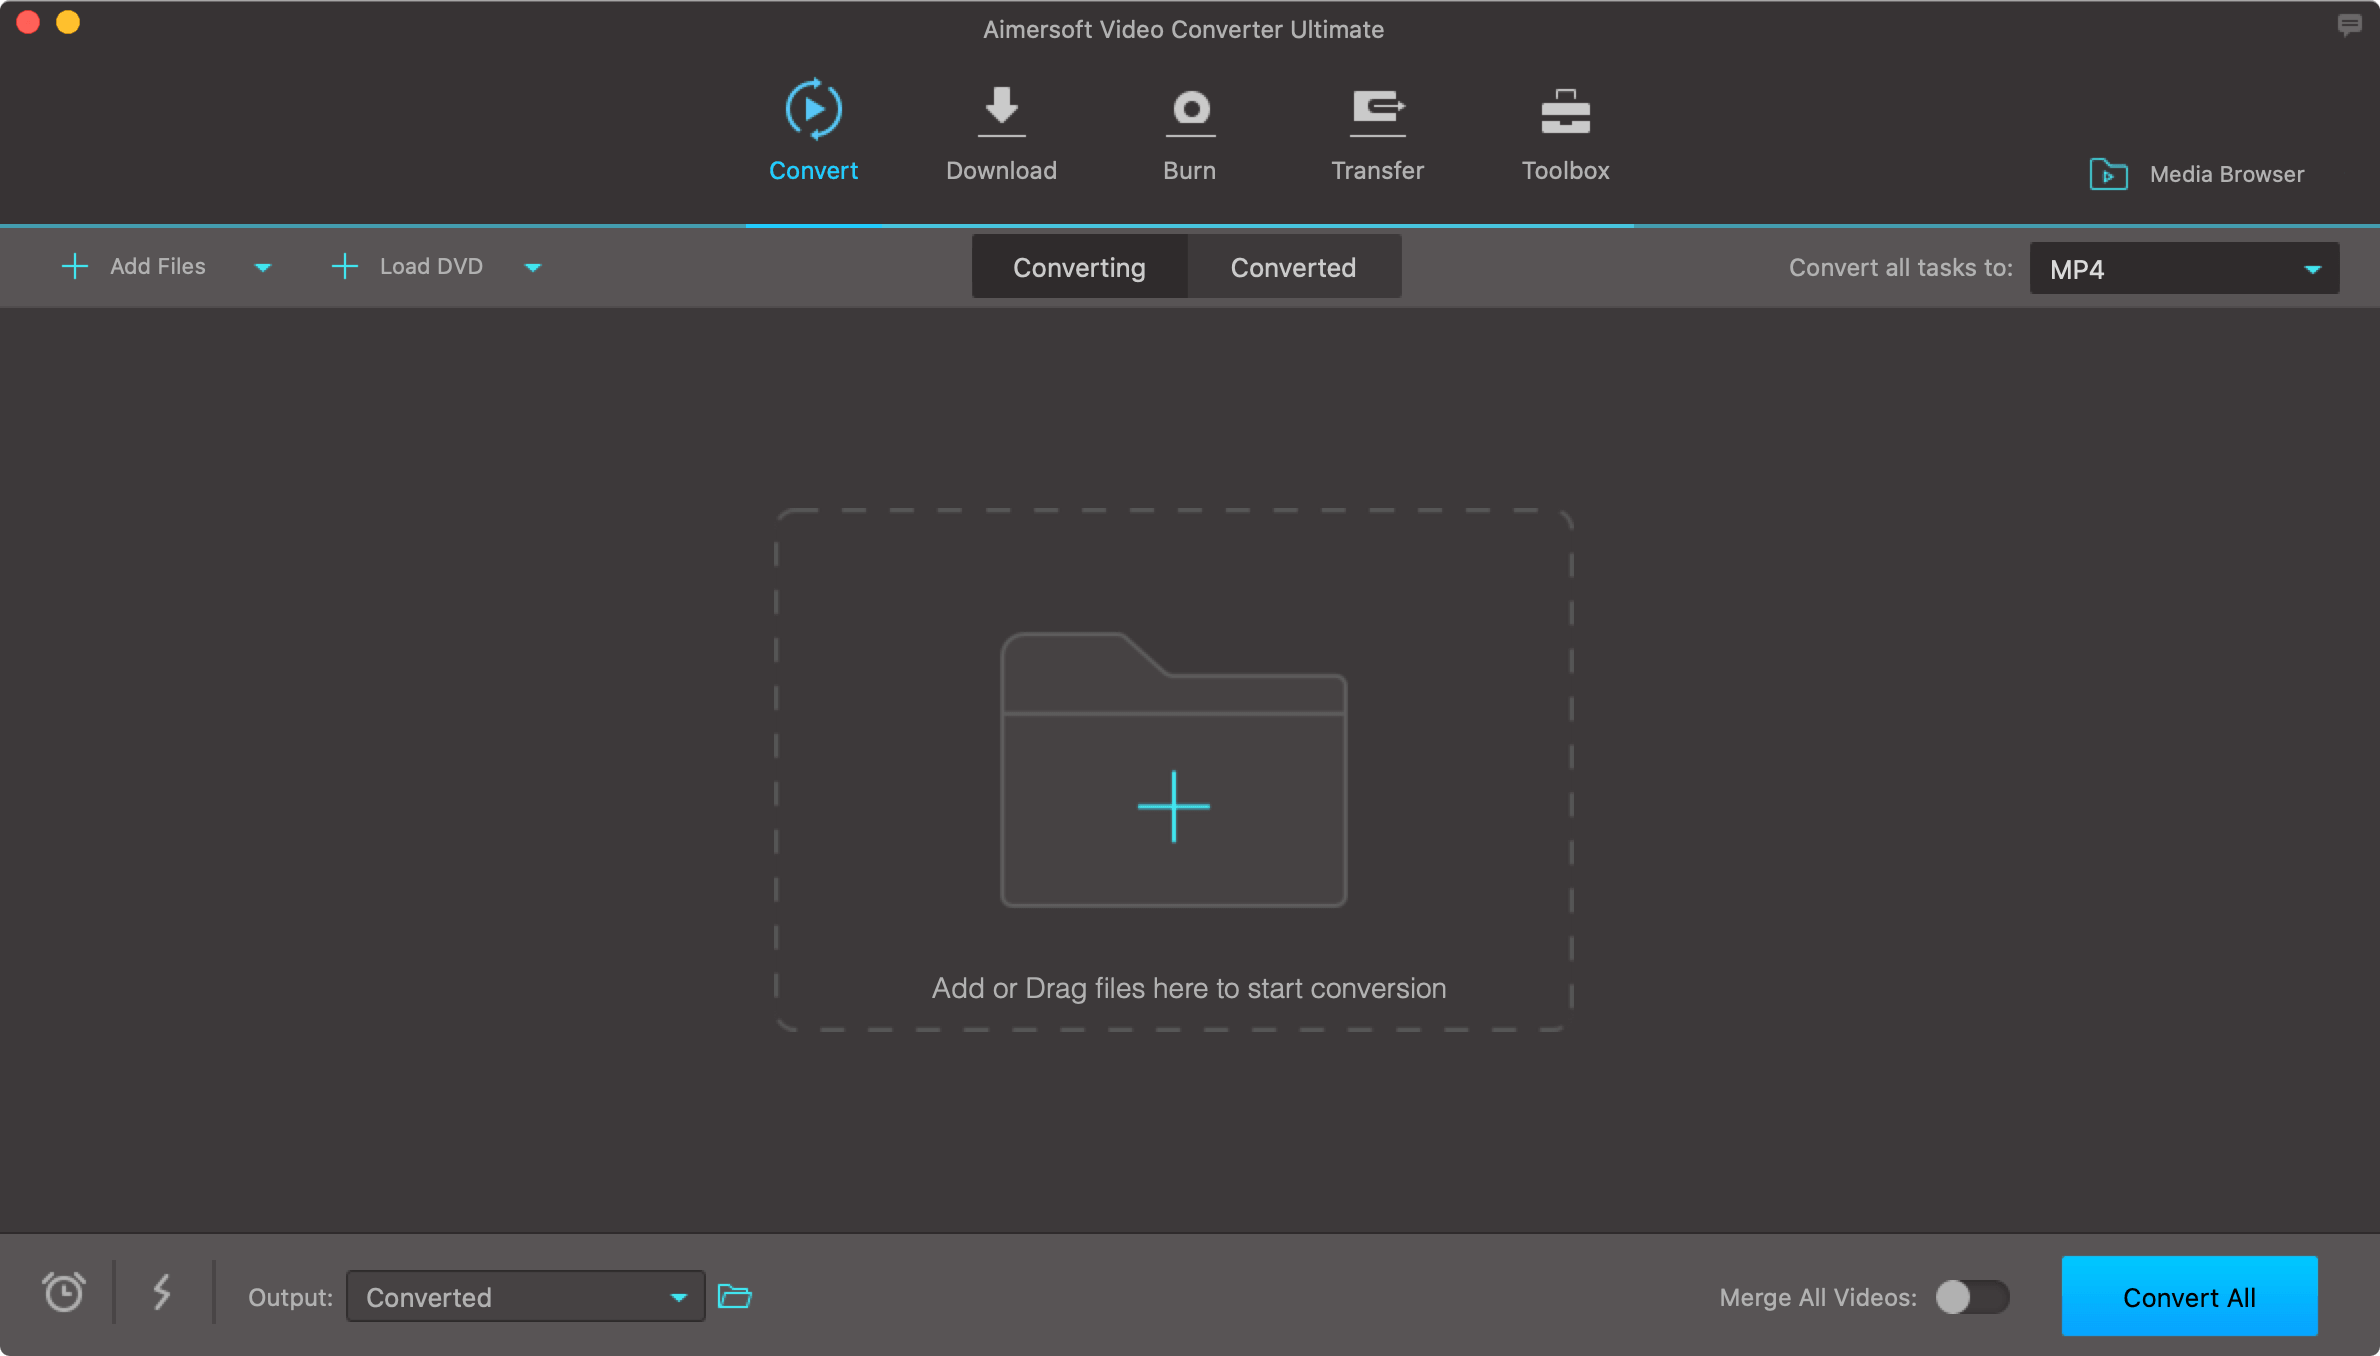 Aimersoft Video Converter Ultimate
Convert
Download
Burn
Transfer
Toolbox
Media Browser
Add Files
Load DVD
Converting
Converted
Convert all tasks to:
MP4
Add or Drag files here to start conversion
Output:
Converted
Merge All Videos:
Convert All